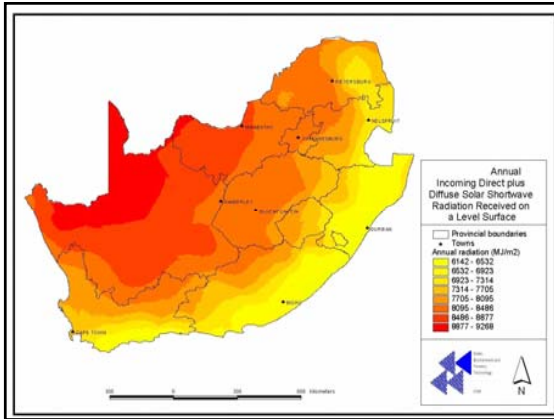 PIETERSBURG
NELSPRUIT
MMABATHO
JOHANNESBURG
KIMBERLEY
BLOEMFONTEIN
DURBAN
BISHO
CAPE TOWN
Annual
Incoming Direct plus
Diffuse Solar Shortwave
Radiation Received on
a Level Surface
Provincial boundaries
Towns
Annual radiation (MJ/m2)
6142 - 6532
6532 - 6923
6923 - 7314
7314 - 7705
7705 - 8095
8095 - 8486
8486 - 8877
8877 - 9268
N